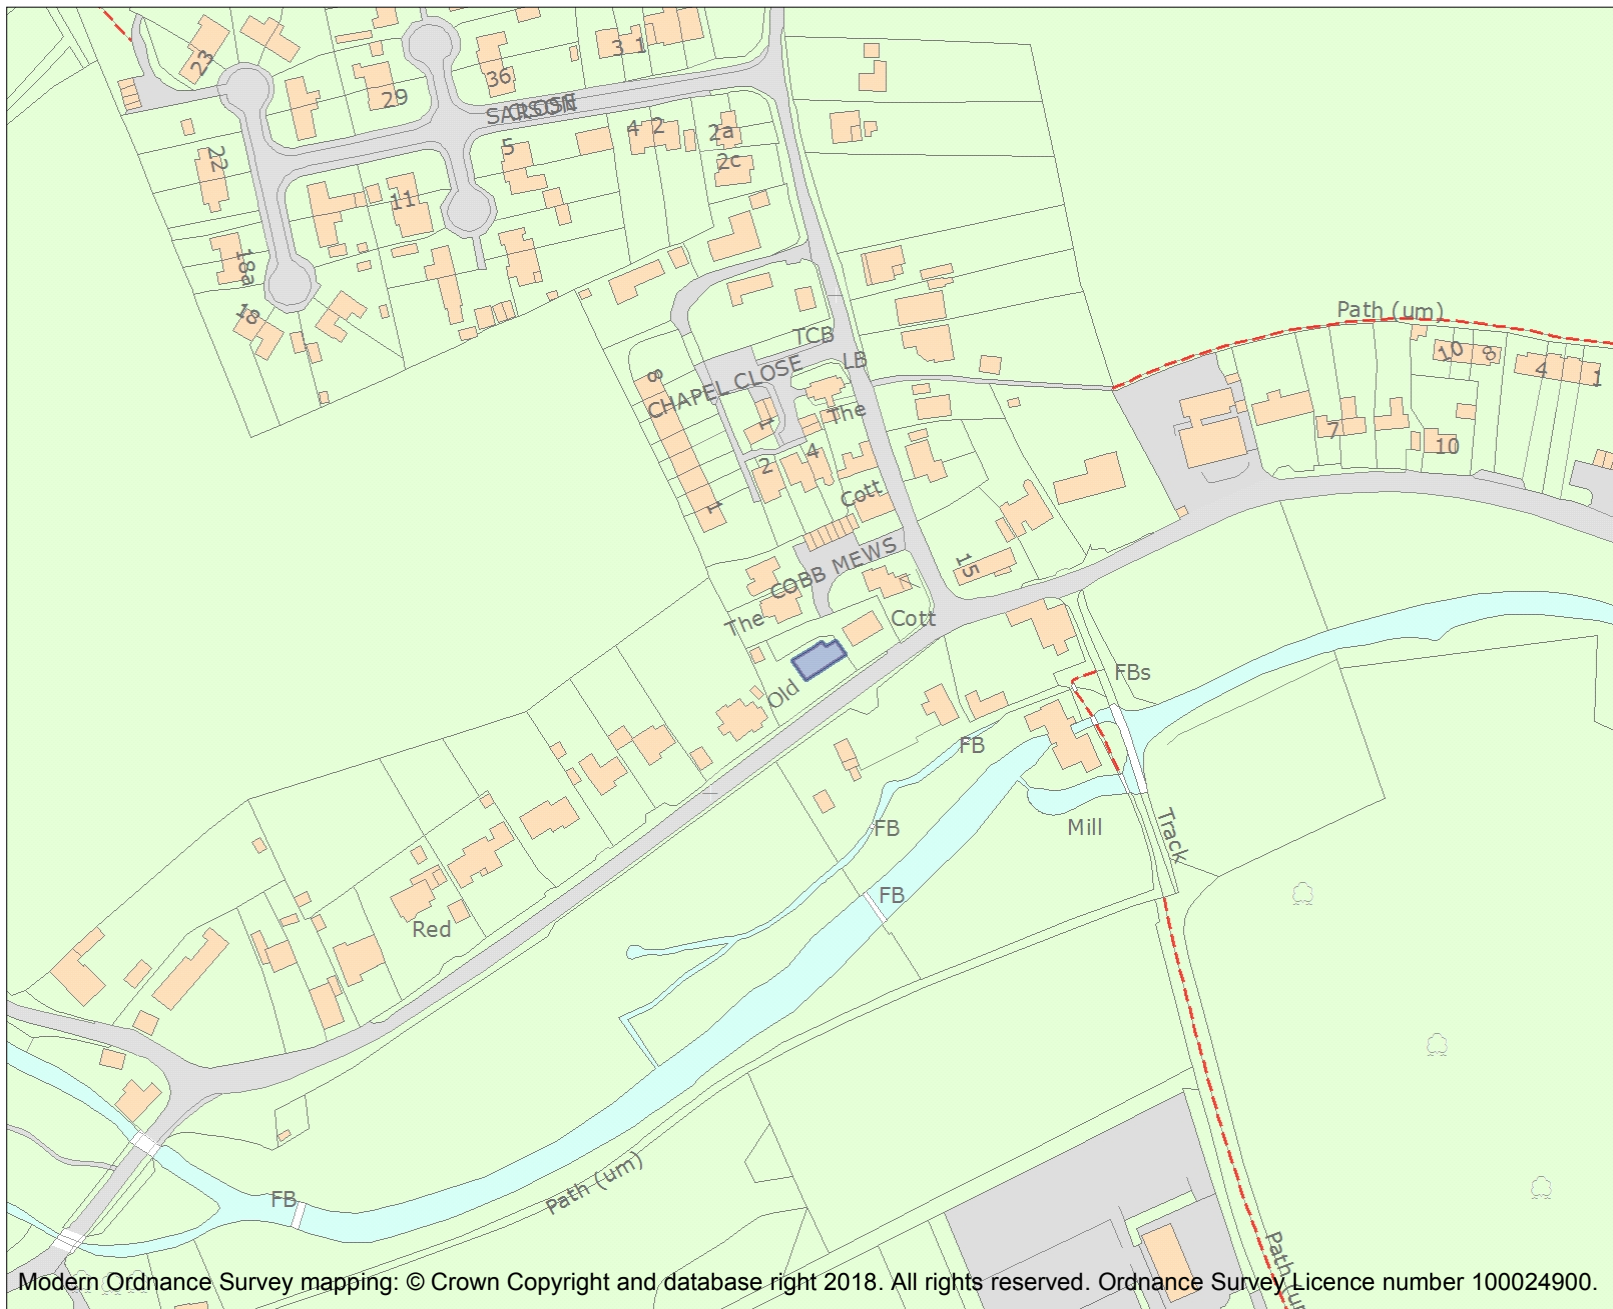 23
3 1
36
29
SARSON
CLOSE
4 2
2a
5
2c
22
11
18a
18
Path (um)
TCB
LB
10
8
4
1
8
CHAPEL CLOSE
The
1
7
10
4
2
Cott
1
COBB MEWS
15
The
Cott
FBs
Old
FB
Mill
FB
Track
FB
Red
Path (um)
FB
Path (um)
Modern Ordnance Survey mapping: © Crown Copyright and database right 2018. All rights reserved. Ordnance Survey Licence number 100024900.